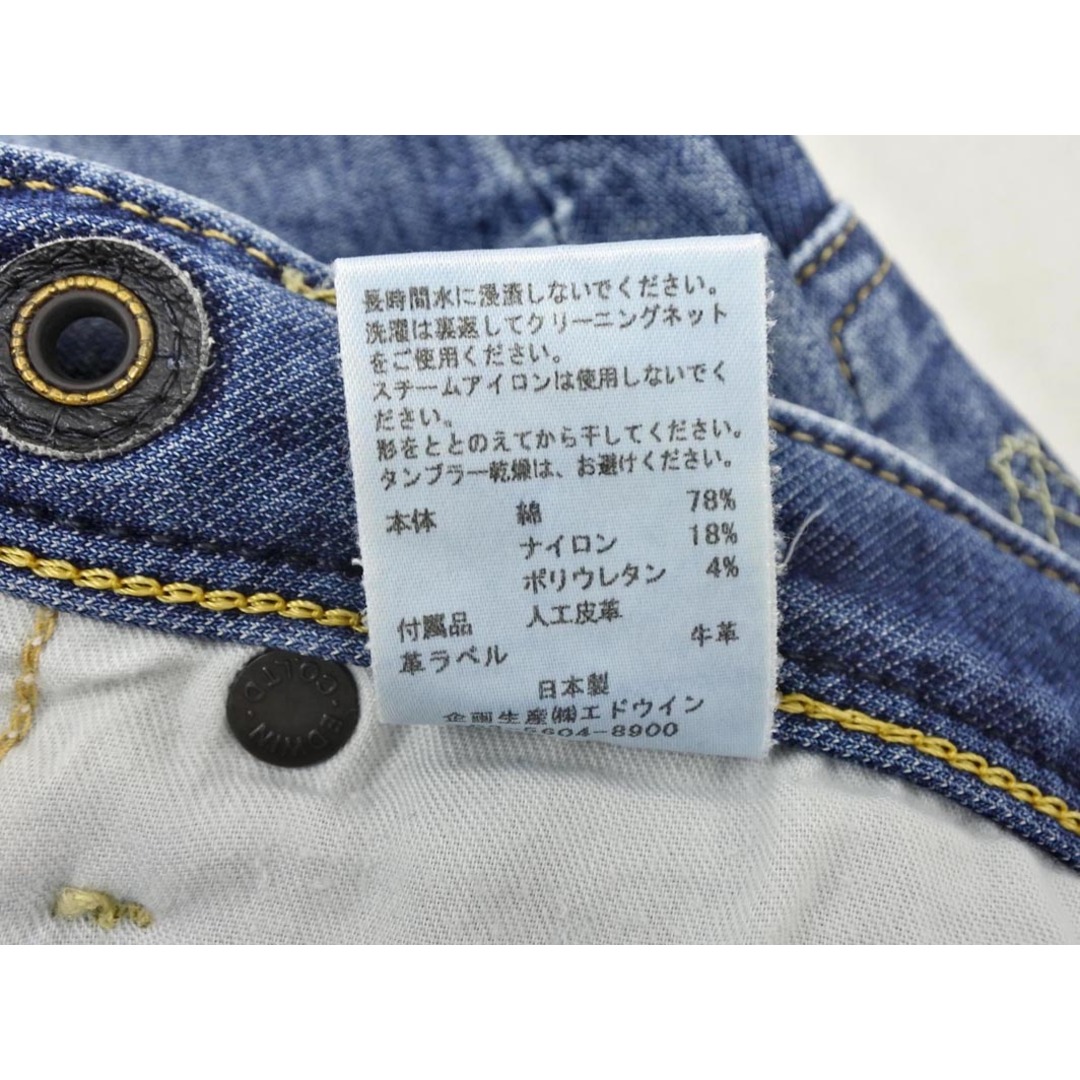 長時間水に浸漬しないでください。
洗濯は裏返してクリーニングネット
をご使用ください。
スチームアイロンは使用しないでく
ださい。
形をととのえてから干してください。
タンブラー乾燥は、お避けください。
本体 綿 78%
ナイロン 18%
ポリウレタン 4%
付属品 人工皮革
革ラベル 牛革
日本製
企画生産㈱エドウイン
5604-8900
EDWIN CO LTD